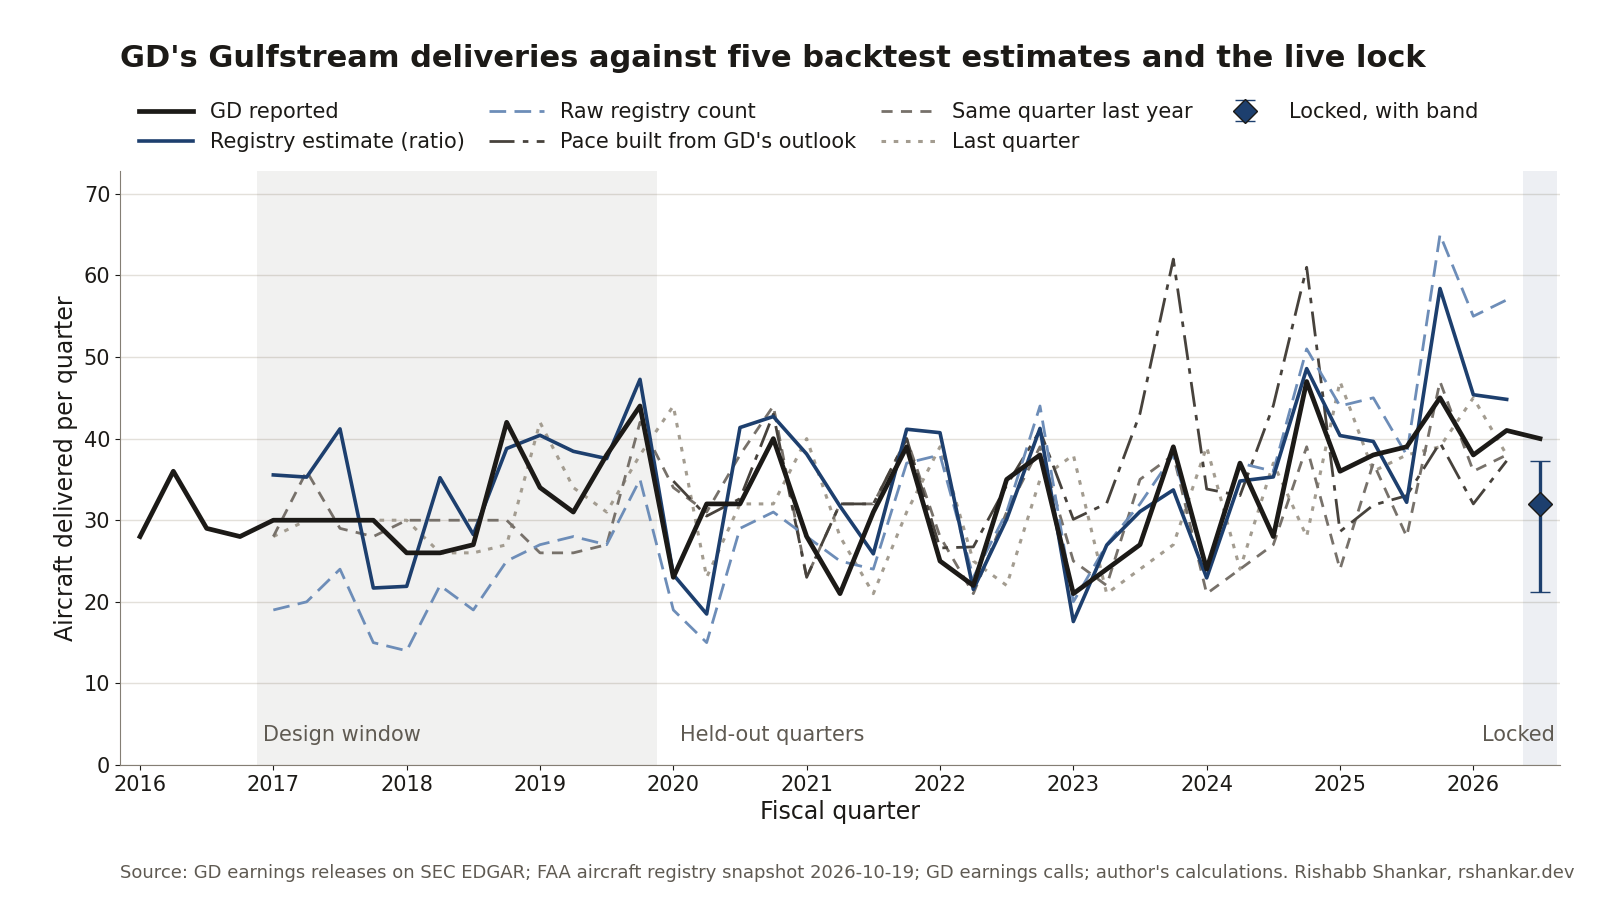 GD's Gulfstream deliveries against five backtest estimates and the live lock
GD reported
Raw registry count
Same quarter last year
Locked, with band
Registry estimate (ratio)
Pace built from GD's outlook
Last quarter
Aircraft delivered per quarter
70
60
50
40
30
20
10
0
Design window
Held-out quarters
Locked
2016 2017 2018 2019 2020 2021 2022 2023 2024 2025 2026
Fiscal quarter
Source: GD earnings releases on SEC EDGAR; FAA aircraft registry snapshot 2026-10-19; GD earnings calls; author's calculations. Rishabb Shankar, rshankar.dev